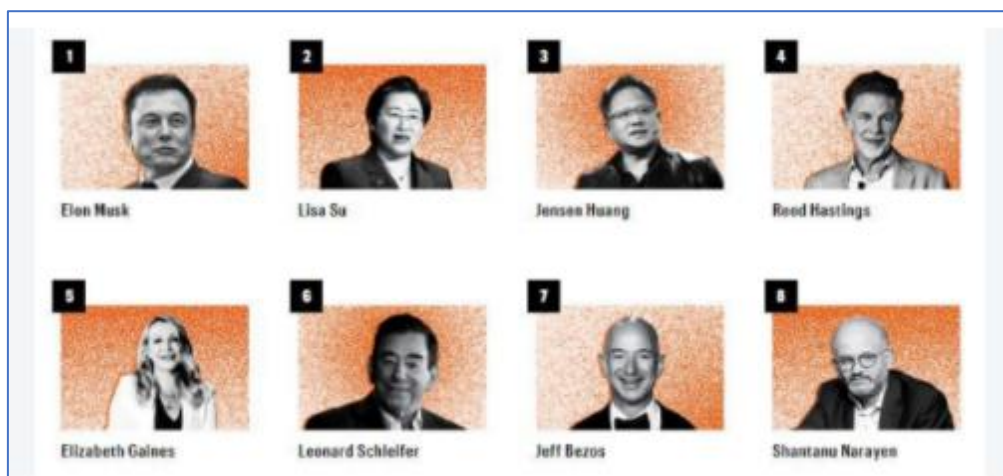 1
2
3
4
Elon Musk
Lisa Su
Jensen Huang
Reed Hastings
5
6
7
8
Elizabeth Gaines
Leonard Schleifer
Jeff Bezos
Shantanu Narayen